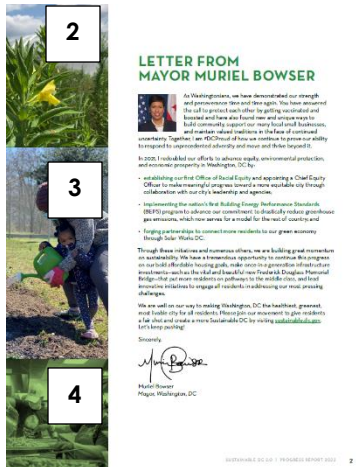 2
3
4
LETTER FROM
MAYOR MURIEL BOWSER
As Washingtonians, we have demonstrated our strength
and perseverance time and time again. You have answered
the call to protect each other by getting vaccinated and
boosted and have also found new and unique ways to
build community, support our many local small businesses,
and maintain valued traditions in the face of continued
uncertainty. Together, I am #DCProud of how we continue to prove our ability
to respond to unprecedented adversity and move and thrive beyond it.
In 2021, I redoubled our efforts to advance equity, environmental protection,
and economic prosperity in Washington, DC by:
• establishing our first Office of Racial Equity and appointing a Chief Equity
Officer to make meaningful progress toward a more equitable city through
collaboration with our city's leadership and agencies;
• implementing the nation's first Building Energy Performance Standards
(BEPS) program to advance our commitment to drastically reduce greenhouse
gas emissions, which now serves for a model for the rest of country; and
• forging partnerships to connect more residents to our green economy
through Solar Works DC.
Through these initiatives and numerous others, we are building great momentum
on sustainability. We have a tremendous opportunity to continue this progress
on our bold affordable housing goals, make once-in-a-generation infrastructure
investments—such as the vital and beautiful new Frederick Douglass Memorial
Bridge—that put more residents on pathways to the middle class, and lead
innovative initiatives to engage all residents in addressing our most pressing
challenges.
We are well on our way to making Washington, DC the healthiest, greenest,
most livable city for all residents. Please join our movement to give residents
a fair shot and create a more Sustainable DC by visiting sustainable.dc.gov.
Let's keep pushing!
Sincerely,
Muriel Bowser
Muriel Bowser
Mayor, Washington, DC
SUSTAINABLE DC 2.0 | PROGRESS REPORT 2022 2